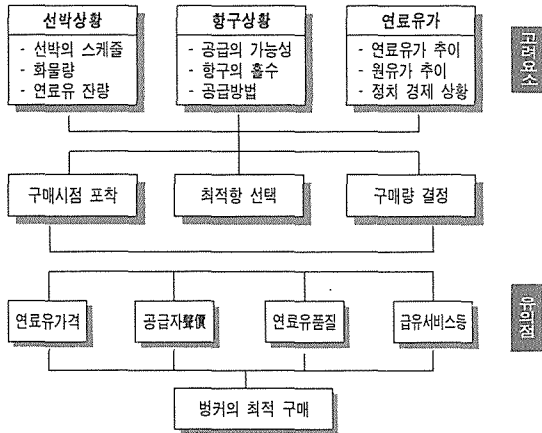 선박상황
- 선박의 스케줄
- 화물량
- 연료유 잔량
항구상황
- 공급의 가능성
- 항구의 흘수
- 공급방법
연료유가
- 연료유가 추이
- 원유가 추이
- 정치 경제 상황
고려요소
구매시점 포착
최적항 선택
구매량 결정
연료유가격
공급자聲價
연료유품질
급유서비스등
유의점
벙커의 최적 구매